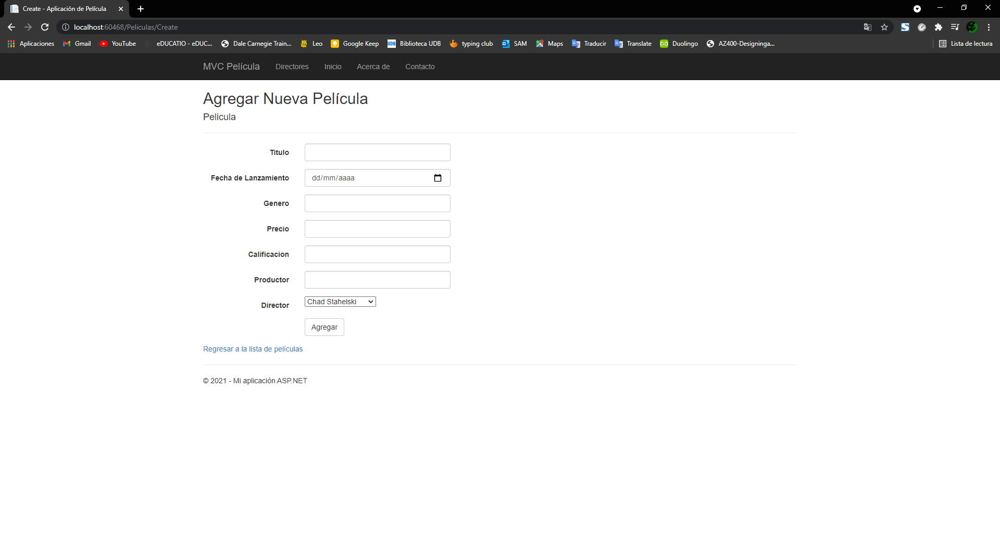 Create - Aplicación de Película
localhost:60468/Peliculas/Create
Aplicaciones Gmail YouTube eDUCATIO - eDUC... Dale Carnegie Train... Leo Google Keep UDB Biblioteca UDB typing club SAM Maps Traducir Translate Duolingo AZ400-Designinga... Lista de lectura
MVC Película Directores Inicio Acerca de Contacto
Agregar Nueva Película
Pelicula
Titulo
Fecha de Lanzamiento dd/mm/aaaa
Genero
Precio
Calificacion
Productor
Director Chad Stahelski
Agregar
Regresar a la lista de películas
© 2021 - Mi aplicación ASP.NET